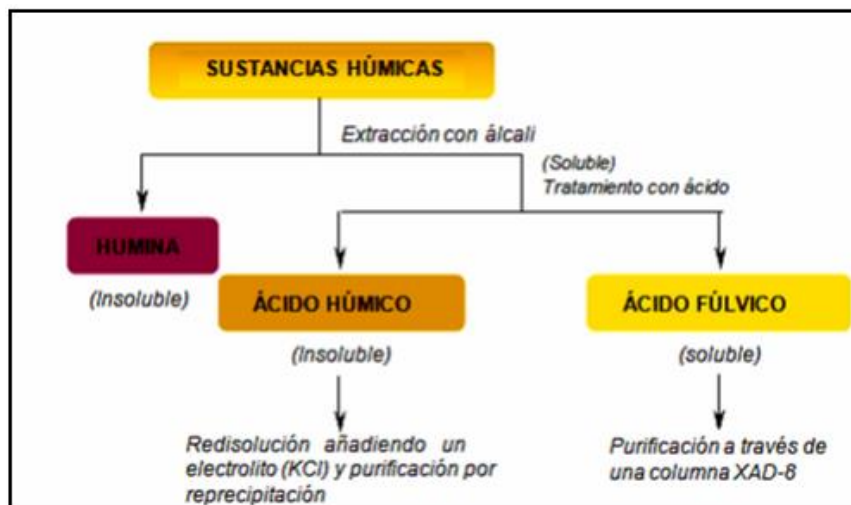 SUSTANCIAS HÚMICAS
Extracción con álcali
(Soluble)
Tratamiento con ácido
HUMINA
(Insoluble)
ÁCIDO HÚMICO
(Insoluble)
ÁCIDO FÚLVICO
(soluble)
Redisolución añadiendo un
electrolito (KCl) y purificación por
reprecipitación
Purificación a través de
una columna XAD-8